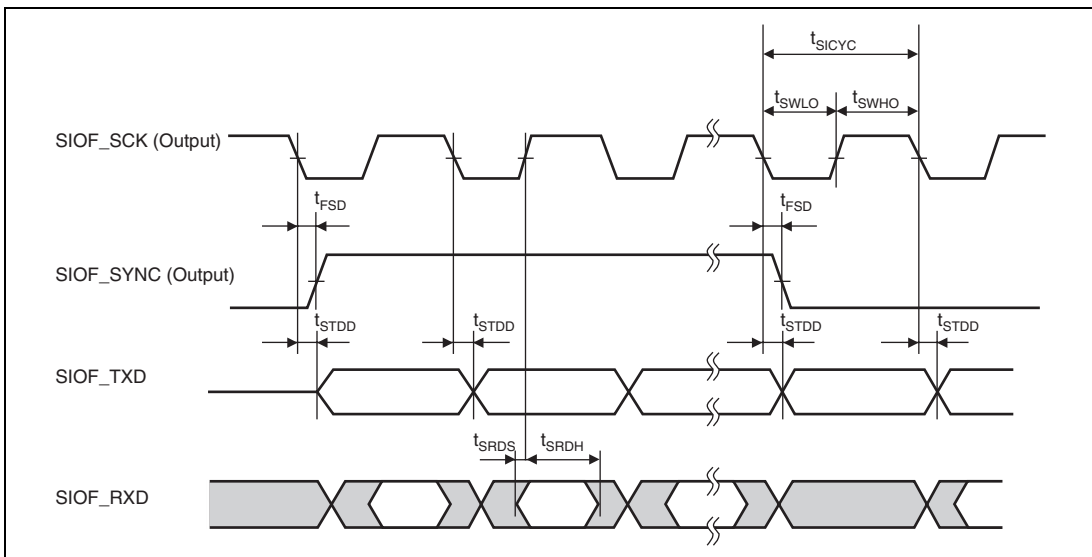 tSICYC
tSWLO tSWHO
SIOF_SCK (Output)
tFSD tFSD
SIOF_SYNC (Output)
tSTDD tSTDD tSTDD tSTDD
SIOF_TXD
tSRDS tSRDH
SIOF_RXD